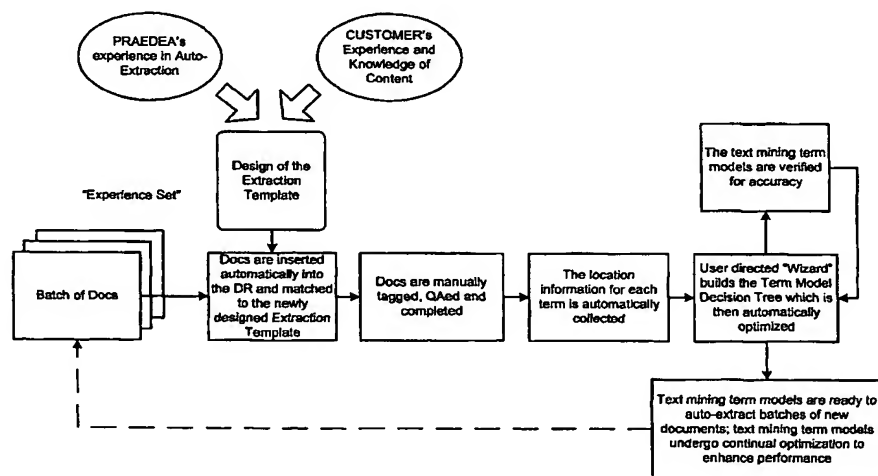 PRAEDEA's
experience in Auto-
Extraction
CUSTOMER's
Experience and
Knowledge of
Content
Design of the
Extraction
Template
The text mining term
models are verified
for accuracy
"Experience Set"
Batch of Docs
Docs are inserted
automatically into
the DR and matched
to the newly
designed Extraction
Template
Docs are manually
tagged, QAed and
completed
The location
information for each
term is automatically
collected
User directed "Wizard"
builds the Term Model
Decision Tree which is
then automatically
optimized
Text mining term models are ready to
auto-extract batches of new
documents; text mining term models
undergo continual optimization to
enhance performance